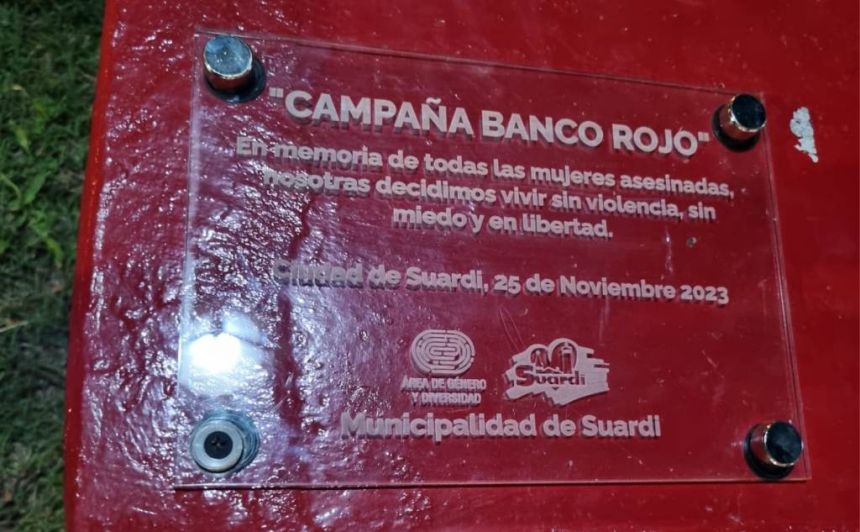 "CAMPAÑA BANCO ROJO"
En memoria de todas las mujeres asesinadas,
nosotras decidimos vivir sin violencia, sin
miedo y en libertad.
Ciudad de Suardi, 25 de Noviembre 2023
ÁREA DE GÉNERO
Y DIVERSIDAD
Suardi
Municipalidad de Suardi